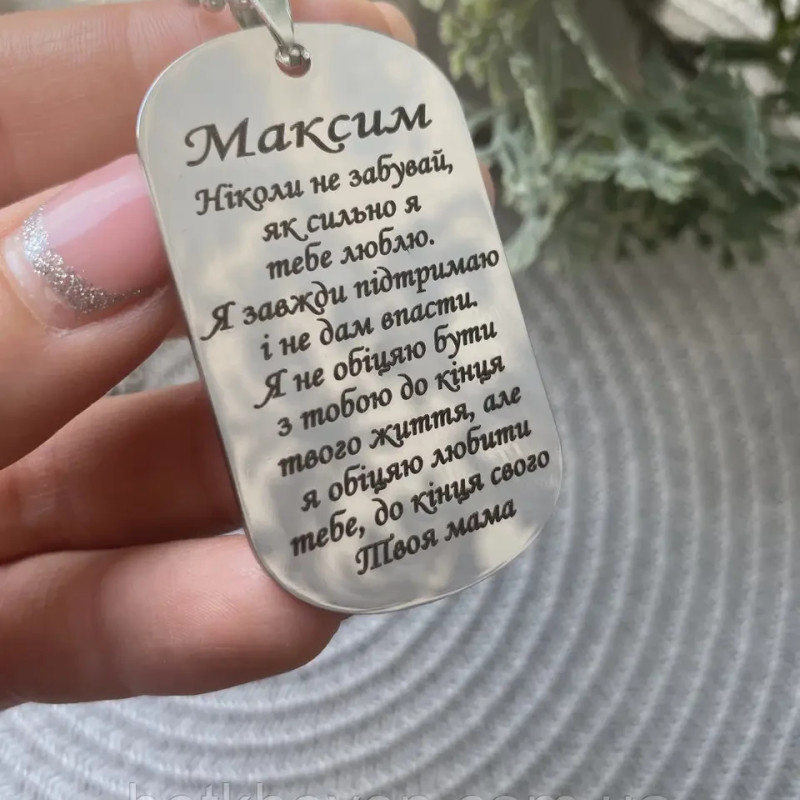 Максим
Ніколи не забувай,
як сильно я
тебе люблю.
Я завжди підтримаю
і не дам впасти.
Я не обіцяю бути
з тобою до кінця
твого життя, але
я обіцяю любити
тебе, до кінця свого
Твоя мама